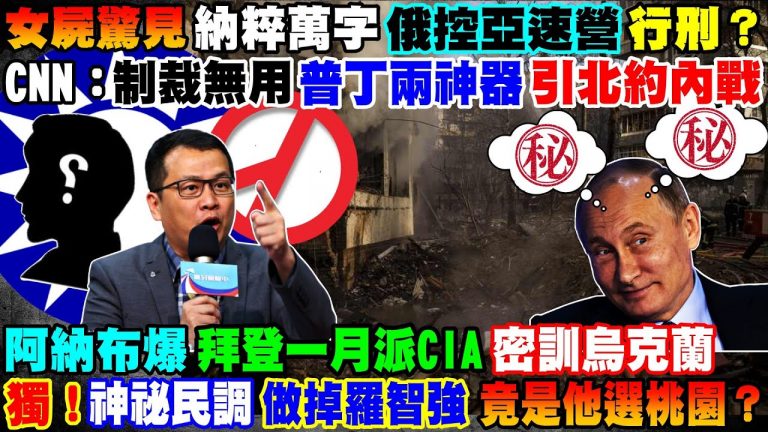 女屍驚見 納粹萬字 俄控亞速營 行刑？
CNN：制裁無用 普丁兩神器 引北約內戰
？
秘
秘
阿納布爆 拜登一月派CIA 密訓烏克蘭
獨！神祕民調 做掉羅智強 竟是他選桃園？